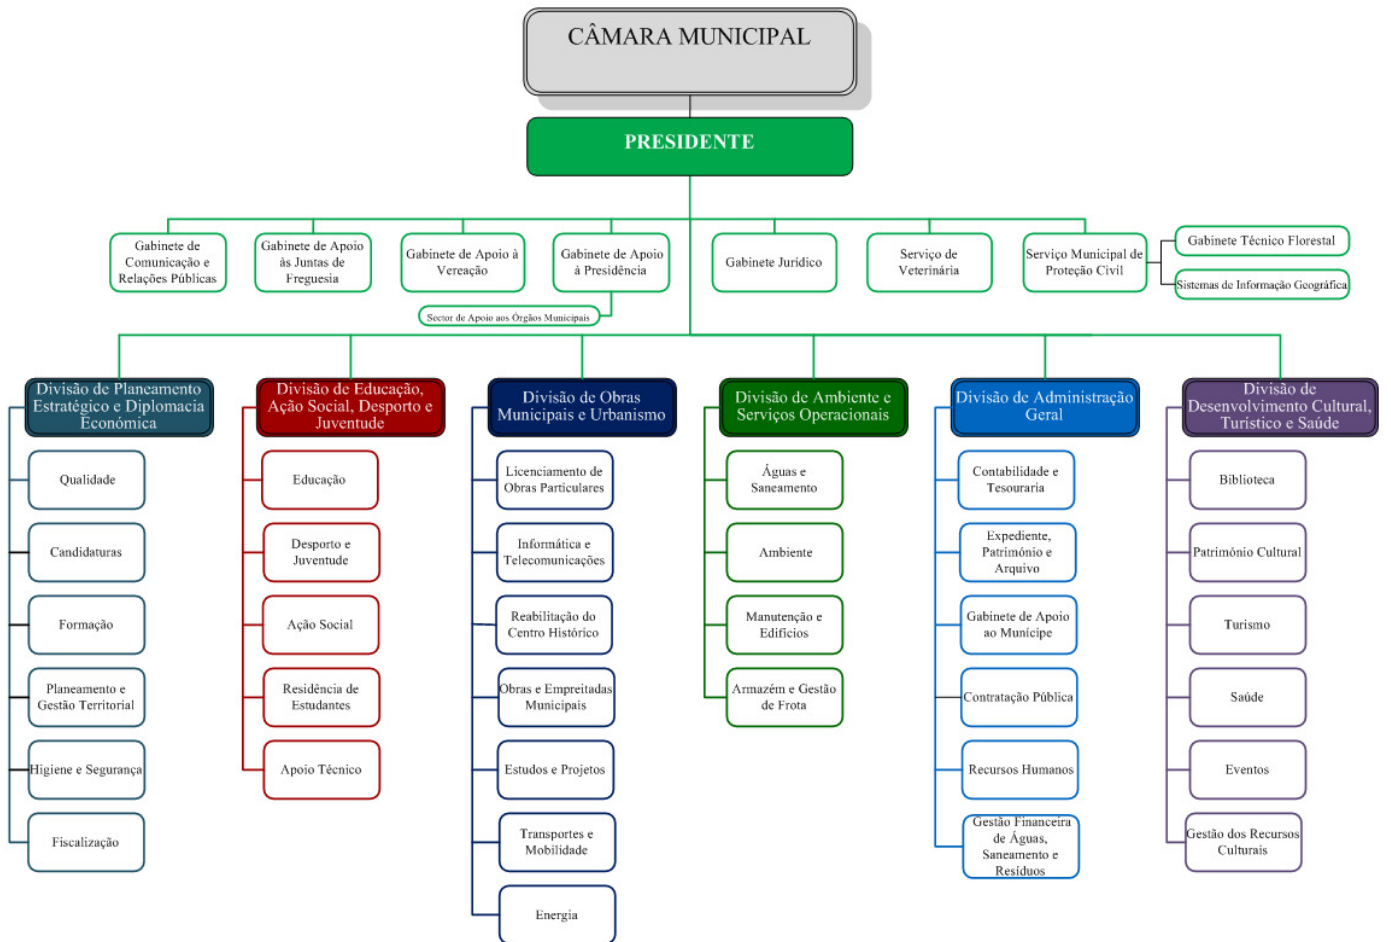 CÂMARA MUNICIPAL
PRESIDENTE
Gabinete de
Comunicação e
Relações Públicas
Gabinete de Apoio
às Juntas de
Freguesia
Gabinete de Apoio à
Vereação
Gabinete de Apoio
à Presidência
Gabinete Jurídico
Serviço de
Veterinária
Serviço Municipal de
Proteção Civil
Gabinete Técnico Florestal
Sistemas de Informação Geográfica
Sector de Apoio aos Órgãos Municipais
Divisão de Planeamento
Estratégico e Diplomacia
Económica
Qualidade
Candidaturas
Formação
Planeamento e
Gestão Territorial
Higiene e Segurança
Fiscalização
Divisão de Educação,
Ação Social, Desporto e
Juventude
Educação
Desporto e
Juventude
Ação Social
Residência de
Estudantes
Apoio Técnico
Divisão de Obras
Municipais e Urbanismo
Licenciamento de
Obras Particulares
Informática e
Telecomunicações
Reabilitação do
Centro Histórico
Obras e Empreitadas
Municipais
Estudos e Projetos
Transportes e
Mobilidade
Energia
Divisão de Ambiente e
Serviços Operacionais
Águas e
Saneamento
Ambiente
Manutenção e
Edifícios
Armazém e Gestão
de Frota
Divisão de Administração
Geral
Contabilidade e
Tesouraria
Expediente,
Património e
Arquivo
Gabinete de Apoio
ao Munícipe
Contratação Pública
Recursos Humanos
Gestão Financeira
de Águas,
Saneamento e
Resíduos
Divisão de
Desenvolvimento Cultural,
Turístico e Saúde
Biblioteca
Património Cultural
Turismo
Saúde
Eventos
Gestão dos Recursos
Culturais